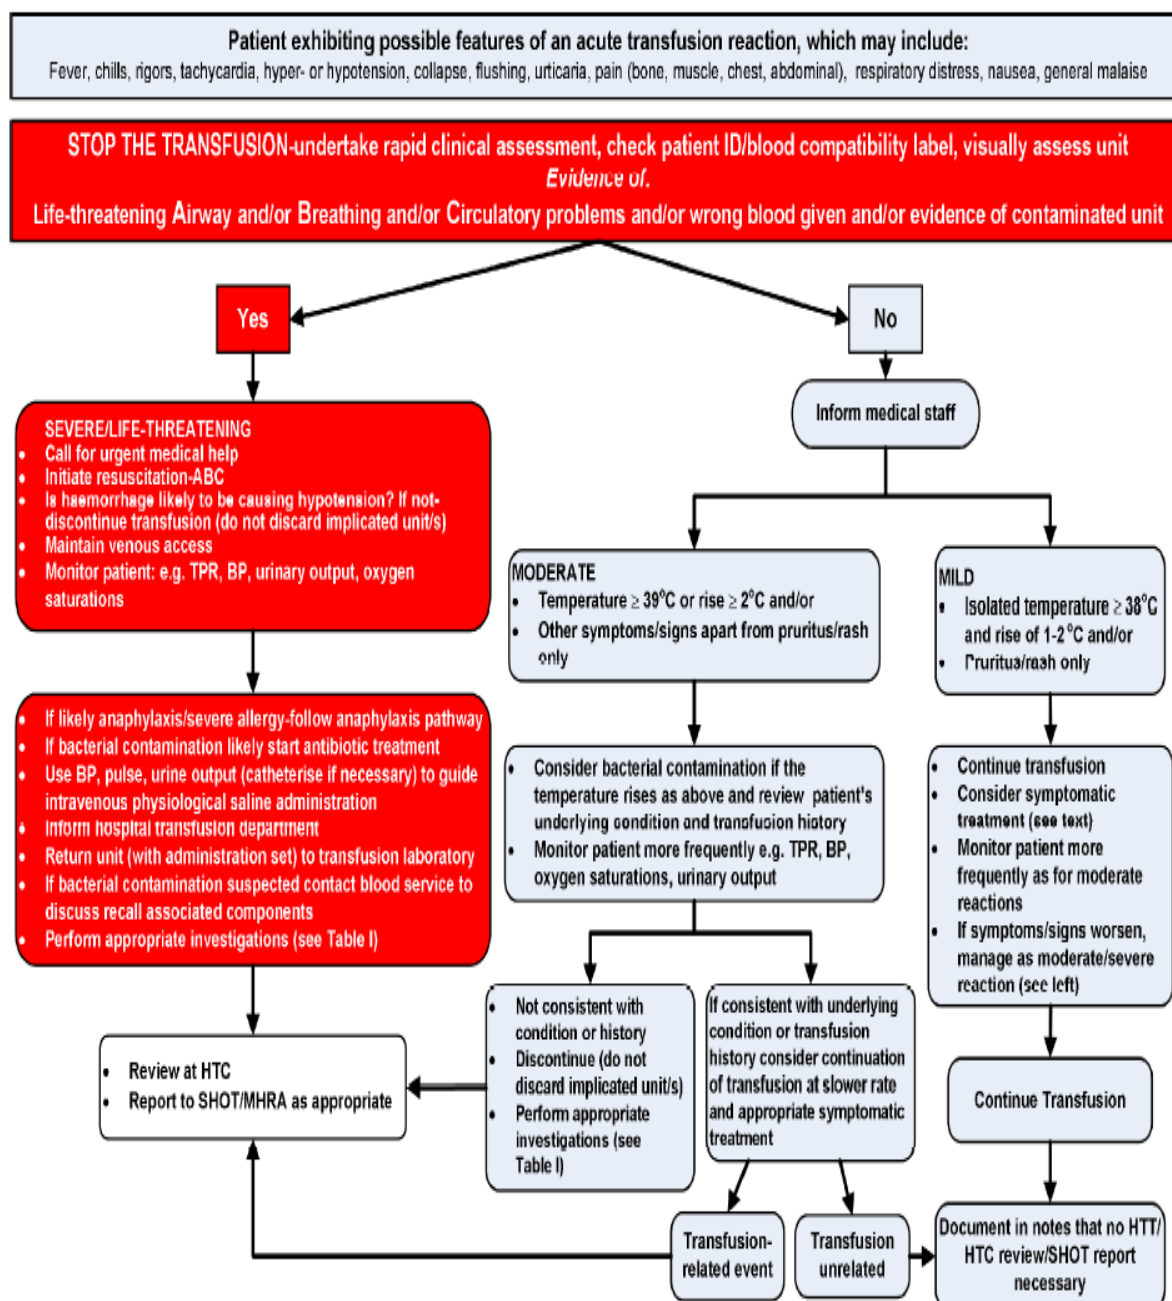 Patient exhibiting possible features of an acute transfusion reaction, which may include:
Fever, chills, rigors, tachycardia, hyper- or hypotension, collapse, flushing, urticaria, pain (bone, muscle, chest, abdominal), respiratory distress, nausea, general malaise
STOP THE TRANSFUSION-undertake rapid clinical assessment, check patient ID/blood compatibility label, visually assess unit
Evidence of.
Life-threatening Airway and/or Breathing and/or Circulatory problems and/or wrong blood given and/or evidence of contaminated unit
Yes
No
SEVERE/LIFE-THREATENING
• Call for urgent medical help
• Initiate resuscitation-ABC
• Is haemorrhage likely to be causing hypotension? If not-
discontinue transfusion (do not discard implicated unit/s)
• Maintain venous access
• Monitor patient: e.g. TPR, BP, urinary output, oxygen
saturations
Inform medical staff
MODERATE
• Temperature ≥ 39°C or rise ≥ 2°C and/or
• Other symptoms/signs apart from pruritus/rash
only
MILD
• Isolated temperature ≥ 38°C
and rise of 1-2°C and/or
• Pruritus/rash only
• If likely anaphylaxis/severe allergy-follow anaphylaxis pathway
• If bacterial contamination likely start antibiotic treatment
• Use BP, pulse, urine output (catheterise if necessary) to guide
intravenous physiological saline administration
• Inform hospital transfusion department
• Return unit (with administration set) to transfusion laboratory
• If bacterial contamination suspected contact blood service to
discuss recall associated components
• Perform appropriate investigations (see Table I)
• Consider bacterial contamination if the
temperature rises as above and review patient's
underlying condition and transfusion history
• Monitor patient more frequently e.g. TPR, BP,
oxygen saturations, urinary output
• Continue transfusion
• Consider symptomatic
treatment (see text)
• Monitor patient more
frequently as for moderate
reactions
• If symptoms/signs worsen,
manage as moderate/severe
reaction (see left)
• Review at HTC
• Report to SHOT/MHRA as appropriate
• Not consistent with
condition or history
• Discontinue (do not
discard implicated unit/s)
• Perform appropriate
investigations (see
Table I)
If consistent with underlying
condition or transfusion
history consider continuation
of transfusion at slower rate
and appropriate symptomatic
treatment
Continue Transfusion
Transfusion-
related event
Transfusion
unrelated
Document in notes that no HTT/
HTC review/SHOT report
necessary